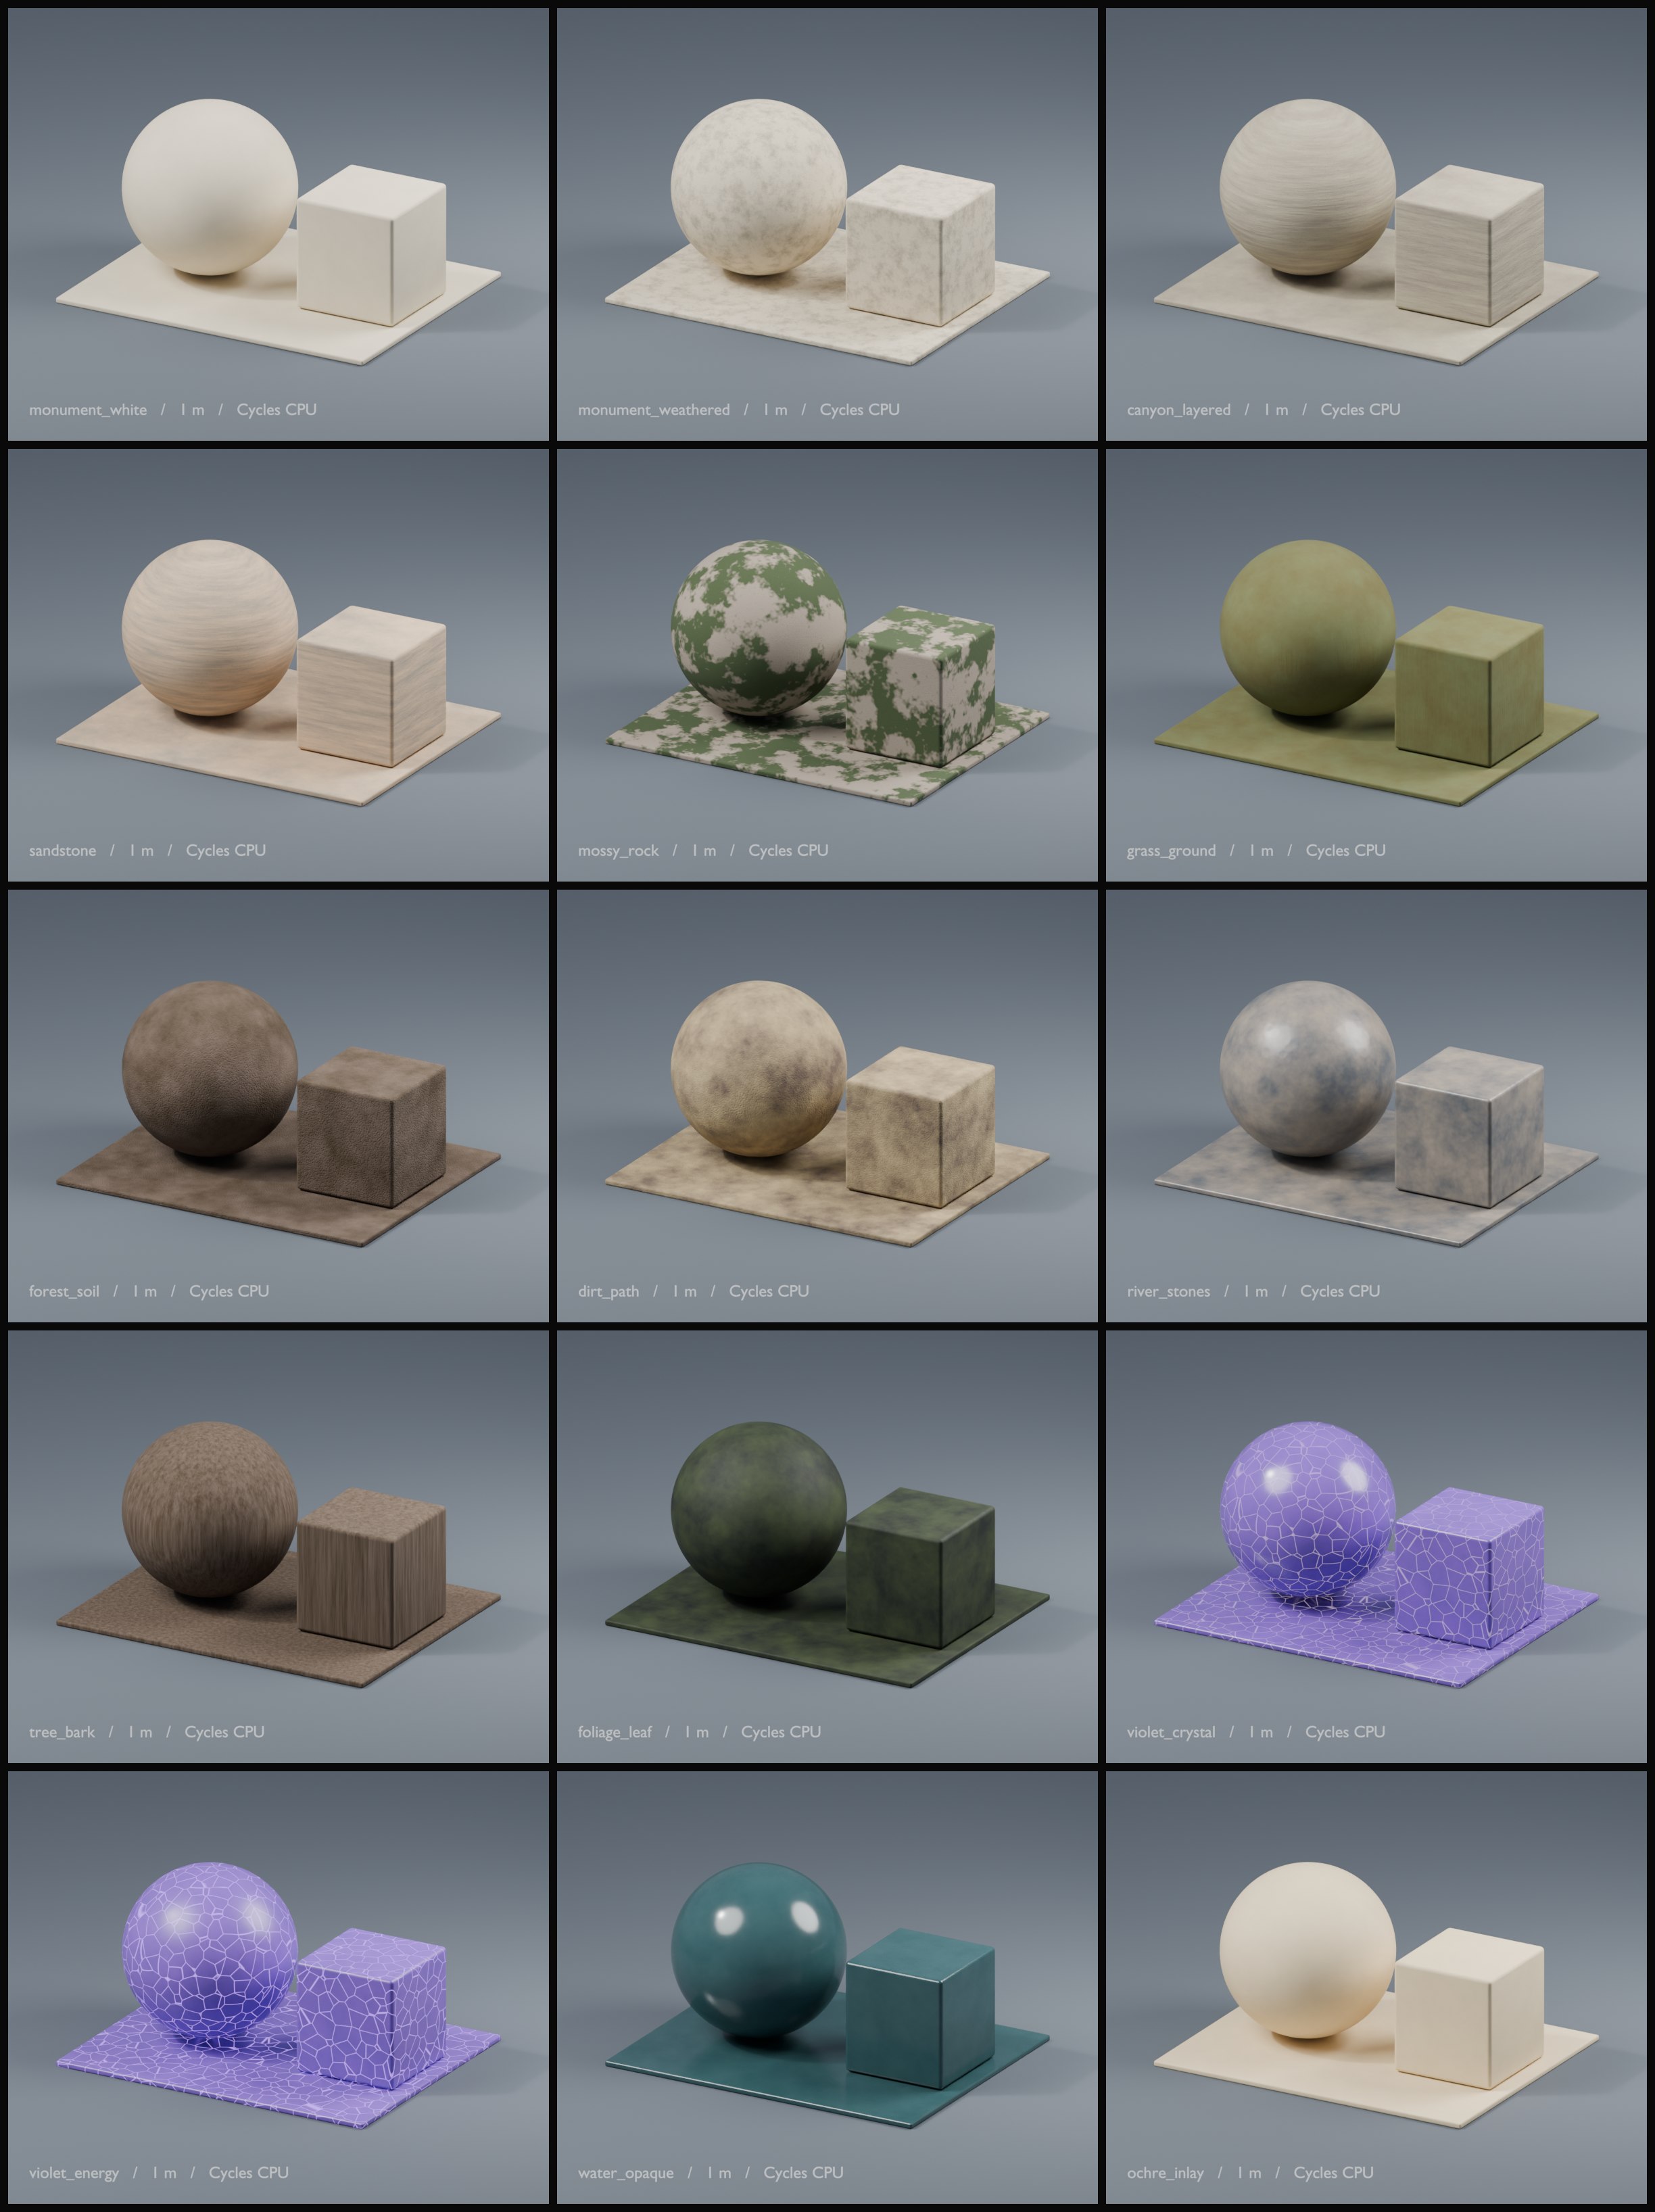 monument_white / 1 m / Cycles CPU
monument_weathered / 1 m / Cycles CPU
canyon_layered / 1 m / Cycles CPU
sandstone / 1 m / Cycles CPU
mossy_rock / 1 m / Cycles CPU
grass_ground / 1 m / Cycles CPU
forest_soil / 1 m / Cycles CPU
dirt_path / 1 m / Cycles CPU
river_stones / 1 m / Cycles CPU
tree_bark / 1 m / Cycles CPU
foliage_leaf / 1 m / Cycles CPU
violet_crystal / 1 m / Cycles CPU
violet_energy / 1 m / Cycles CPU
water_opaque / 1 m / Cycles CPU
ochre_inlay / 1 m / Cycles CPU